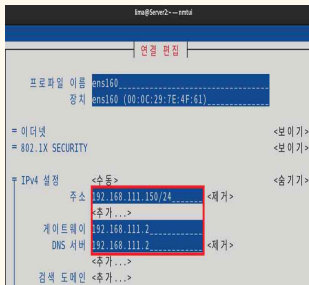 lima@Server2:~ — nmtui
연결 편집
프로파일 이름 ens160
장치 ens160 (00:0C:29:7E:4F:61)
= 이더넷 <보이기>
= 802.1X SECURITY <보이기>
IPv4 설정 <수동> <숨기기>
주소 192.168.111.150/24 <제거>
<추가...>
게이트웨이 192.168.111.2
DNS 서버 192.168.111.2 <제거>
<추가...>
검색 도메인 <추가...>